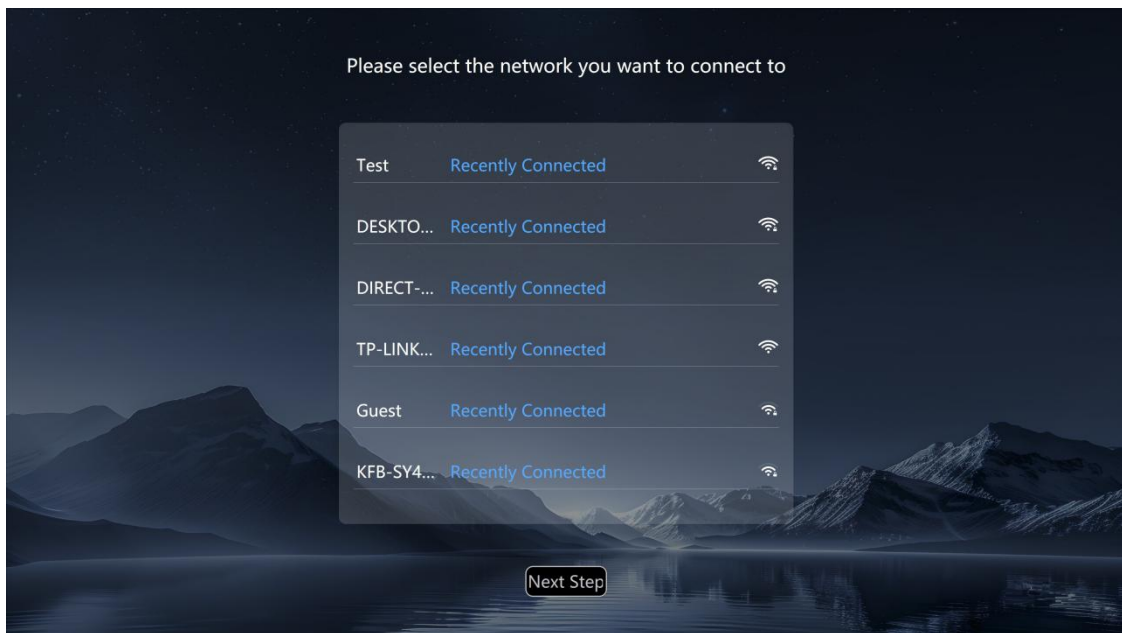 Please select the network you want to connect to
Test Recently Connected
DESKTO... Recently Connected
DIRECT-... Recently Connected
TP-LINK... Recently Connected
Guest Recently Connected
KFB-SY4... Recently Connected
Next Step